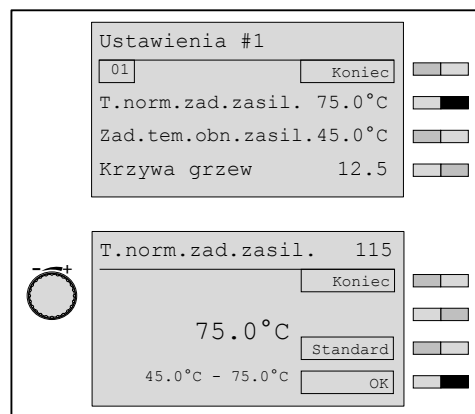 Ustawienia #1
01 Koniec
T.norm.zad.zasil. 75.0°C
Zad.tem.obn.zasil.45.0°C
Krzywa grzew 12.5
T.norm.zad.zasil. 115
Koniec
- +
75.0°C
Standard
45.0°C - 75.0°C OK